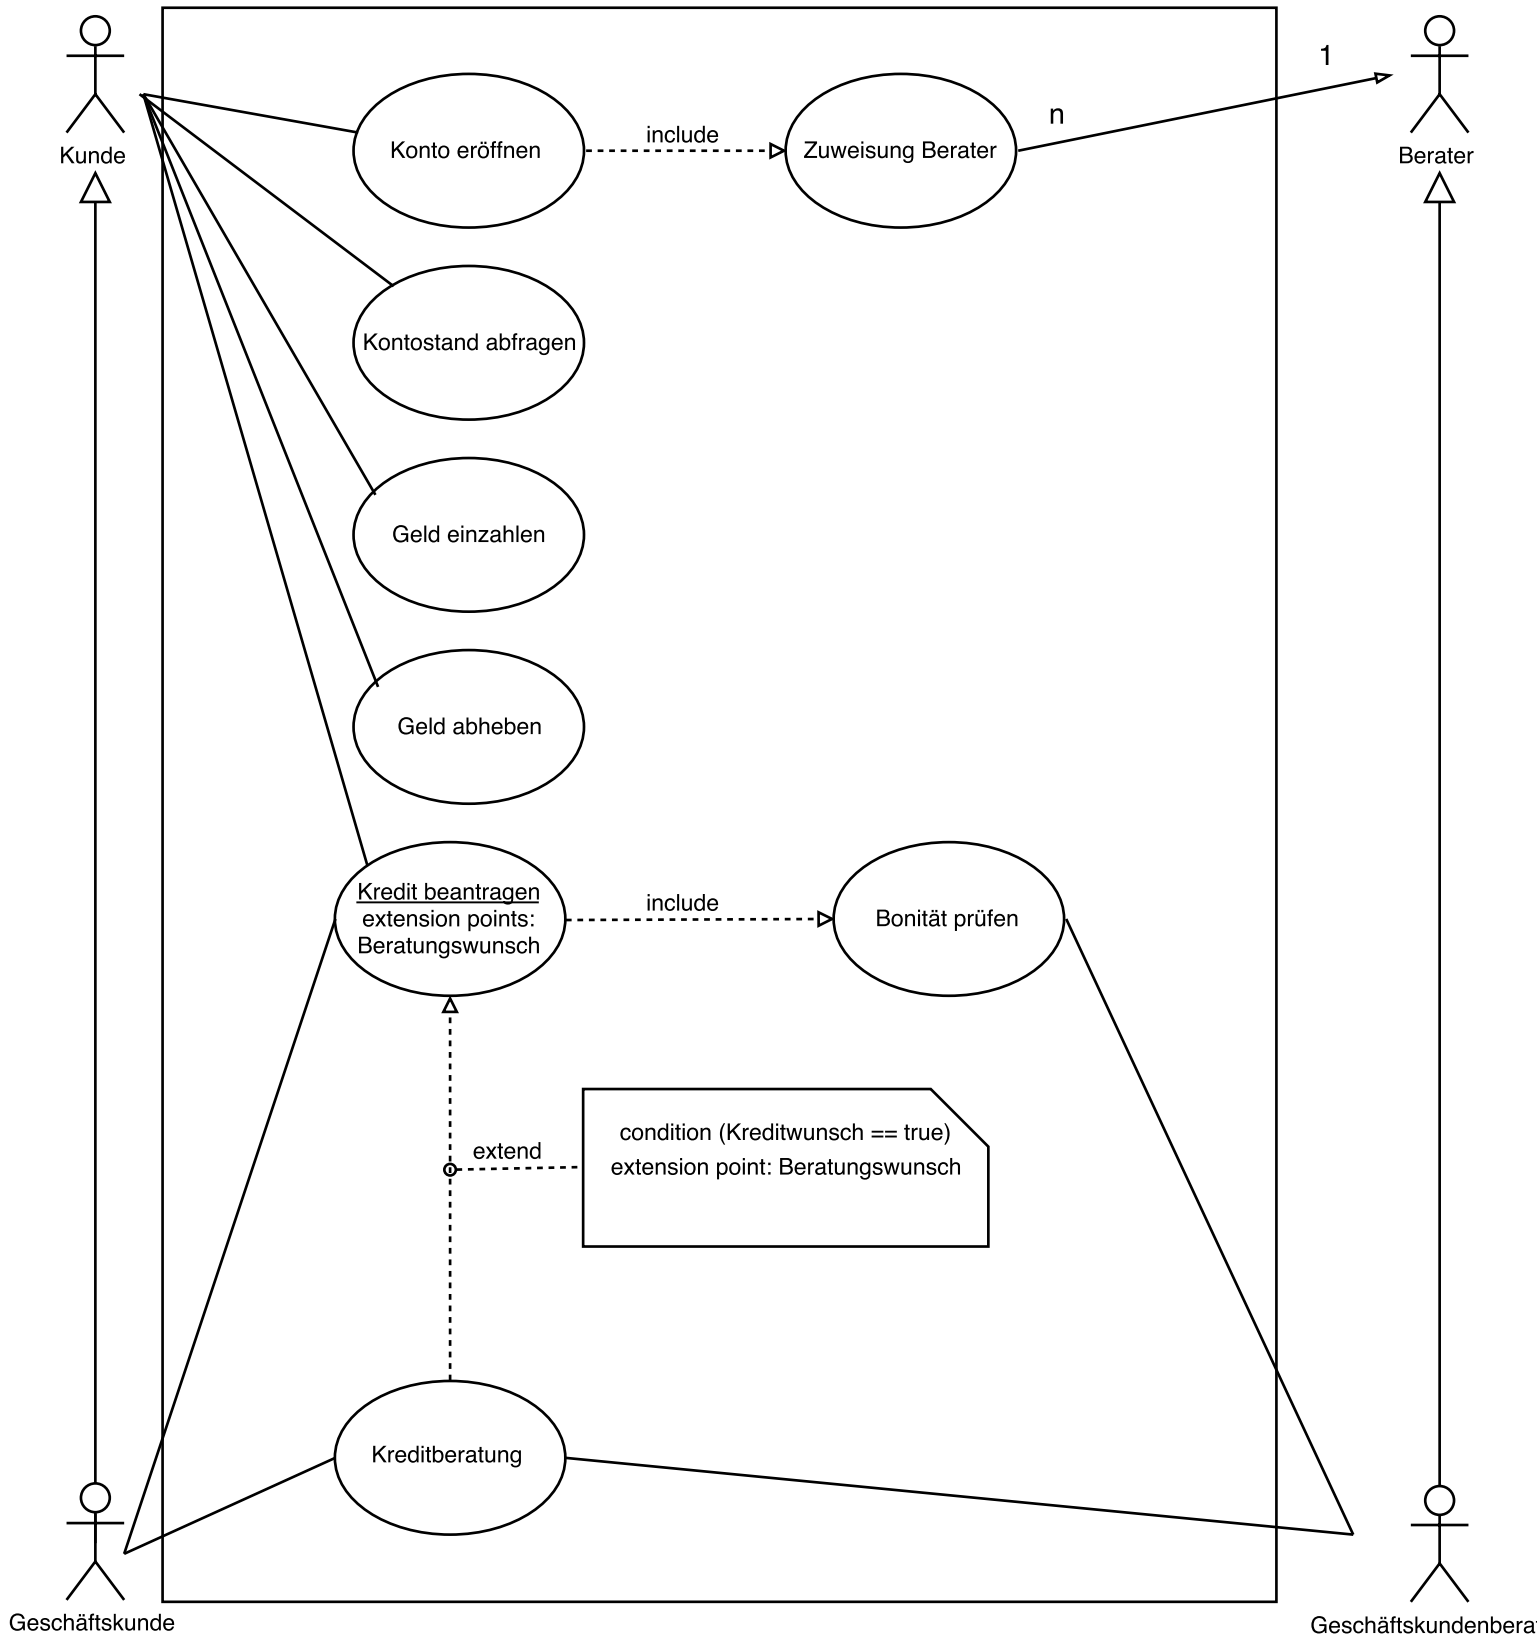 1
n
Kunde
Konto eröffnen
include
Zuweisung Berater
Berater
Kontostand abfragen
Geld einzahlen
Geld abheben
Kredit beantragen
extension points:
Beratungswunsch
include
Bonität prüfen
extend
condition (Kreditwunsch == true)
extension point: Beratungswunsch
Kreditberatung
Geschäftskunde
Geschäftskundenbera